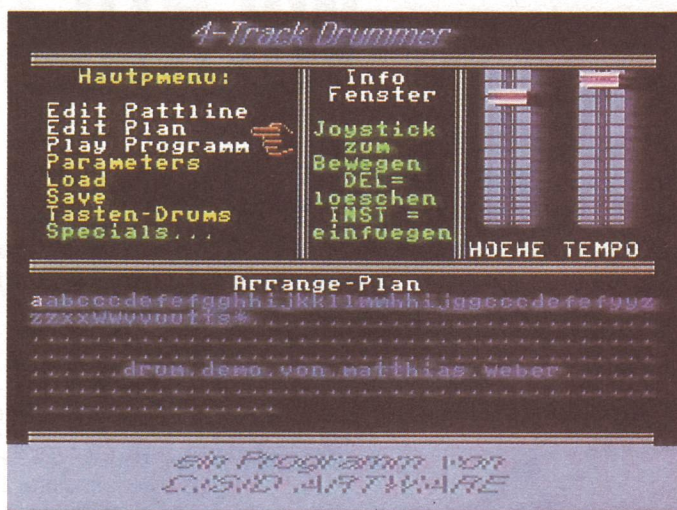 4-Track Drummer
Hautpmenu:
Edit Pattline
Edit Plan
Play Programm
Parameters
Load
Save
Tasten-Drums
Specials...
Info
Fenster
Joystick
zum
Bewegen
DEL=
loeschen
INST =
einfuegen
HOEHE TEMPO
Arrange-Plan
aabcccdefefgghhijkkllmmhhijggcccdefefyyz
zzxxwwvvuutts*
drum.demo.von.matthias.weber
ein Programm von